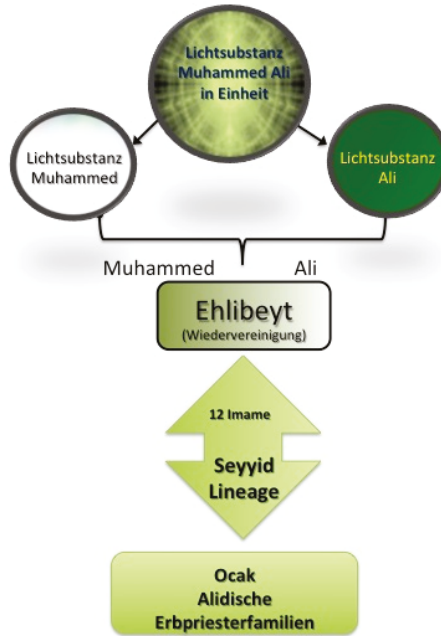 Lichtsubstanz
Muhammed Ali
in Einheit
Lichtsubstanz
Muhammed
Lichtsubstanz
Ali
Muhammed Ali
Ehlibeyt
(Wiedervereinigung)
12 Imame
Seyyid
Lineage
Ocak
Alidische
Erbpriesterfamilien